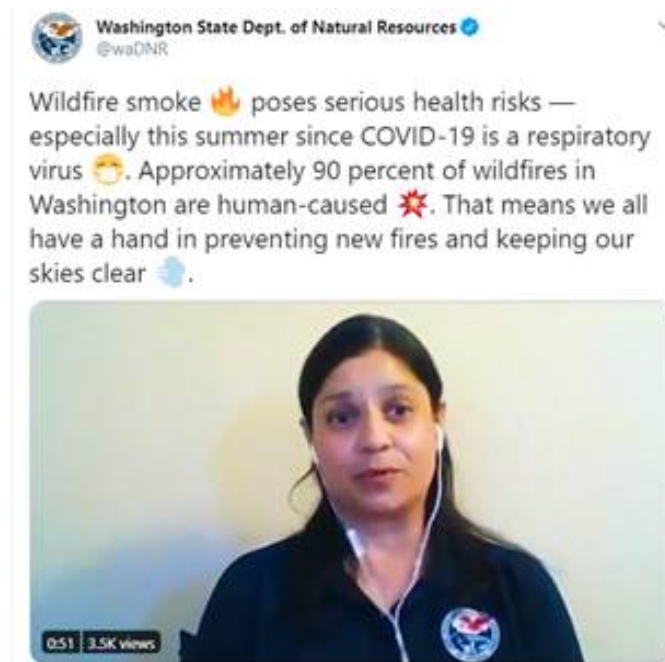 Washington State Dept. of Natural Resources
@waDNR
Wildfire smoke 🔥 poses serious health risks —
especially this summer since COVID-19 is a respiratory
virus 😷. Approximately 90 percent of wildfires in
Washington are human-caused 💥. That means we all
have a hand in preventing new fires and keeping our
skies clear 💨.
0:51 3.5K views